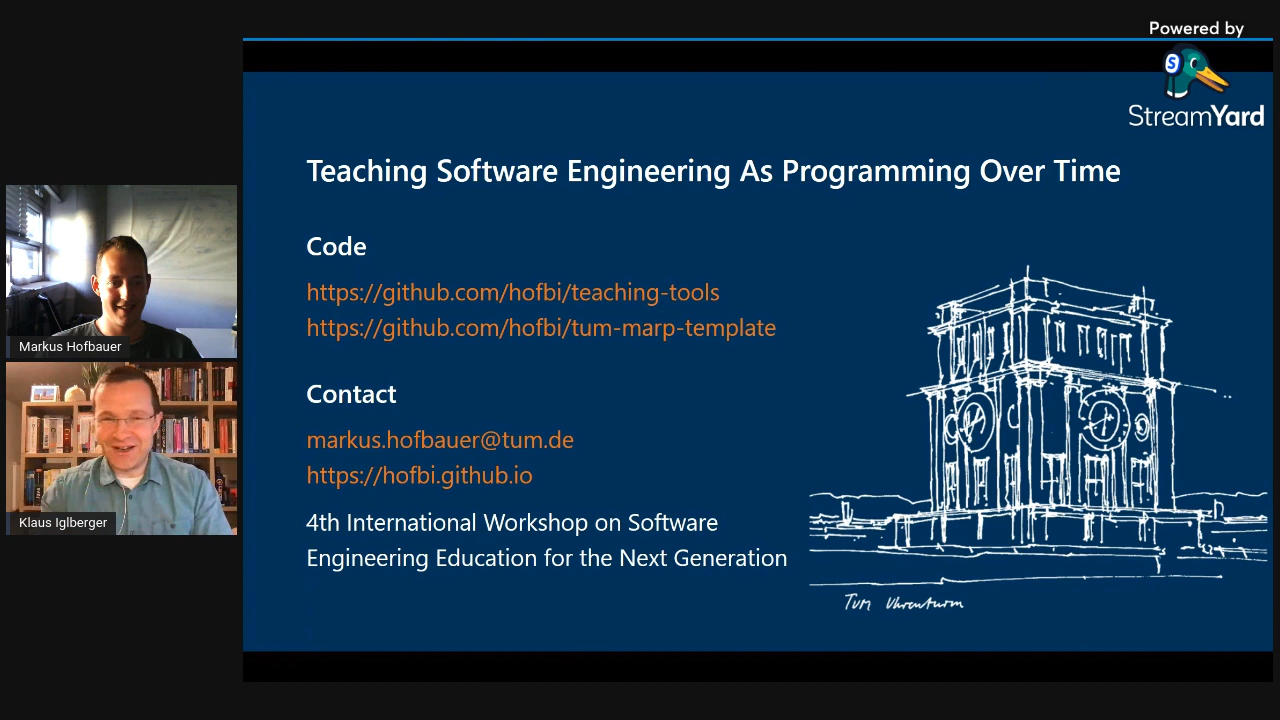 Powered by
S
StreamYard
Teaching Software Engineering As Programming Over Time
Code
https://github.com/hofbi/teaching-tools
https://github.com/hofbi/tum-marp-template
Contact
markus.hofbauer@tum.de
https://hofbi.github.io
4th International Workshop on Software
Engineering Education for the Next Generation
TUM Uhrenturm
Markus Hofbauer
Klaus Iglberger